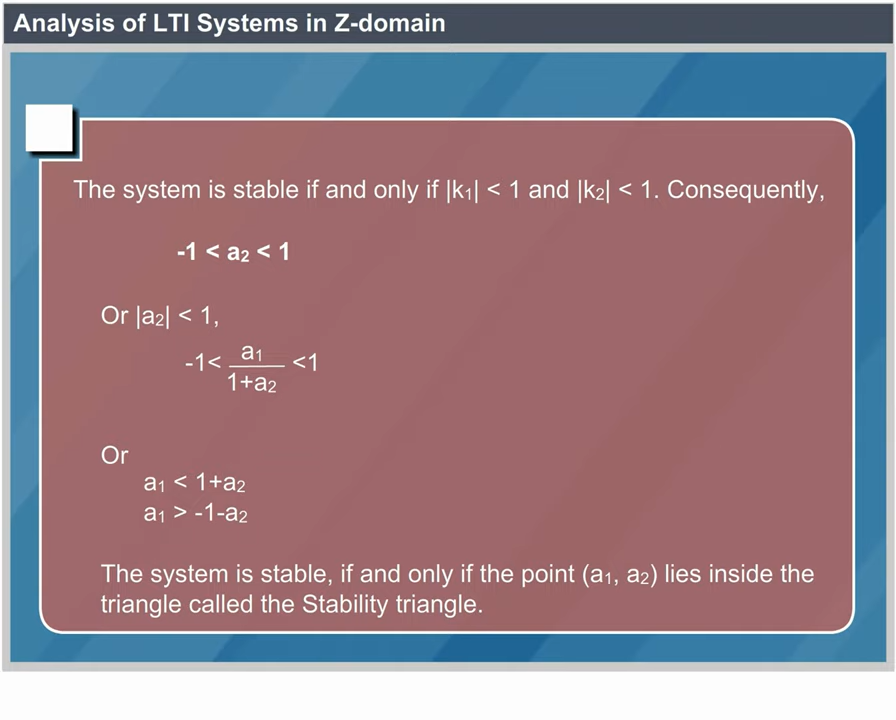 Analysis of LTI Systems in Z-domain
The system is stable if and only if |k₁| < 1 and |k₂| < 1. Consequently,
-1 < a₂ < 1
Or |a₂| < 1,
-1< a₁/1+a₂ <1
Or
a₁ < 1+a₂
a₁ > -1-a₂
The system is stable, if and only if the point (a₁, a₂) lies inside the
triangle called the Stability triangle.